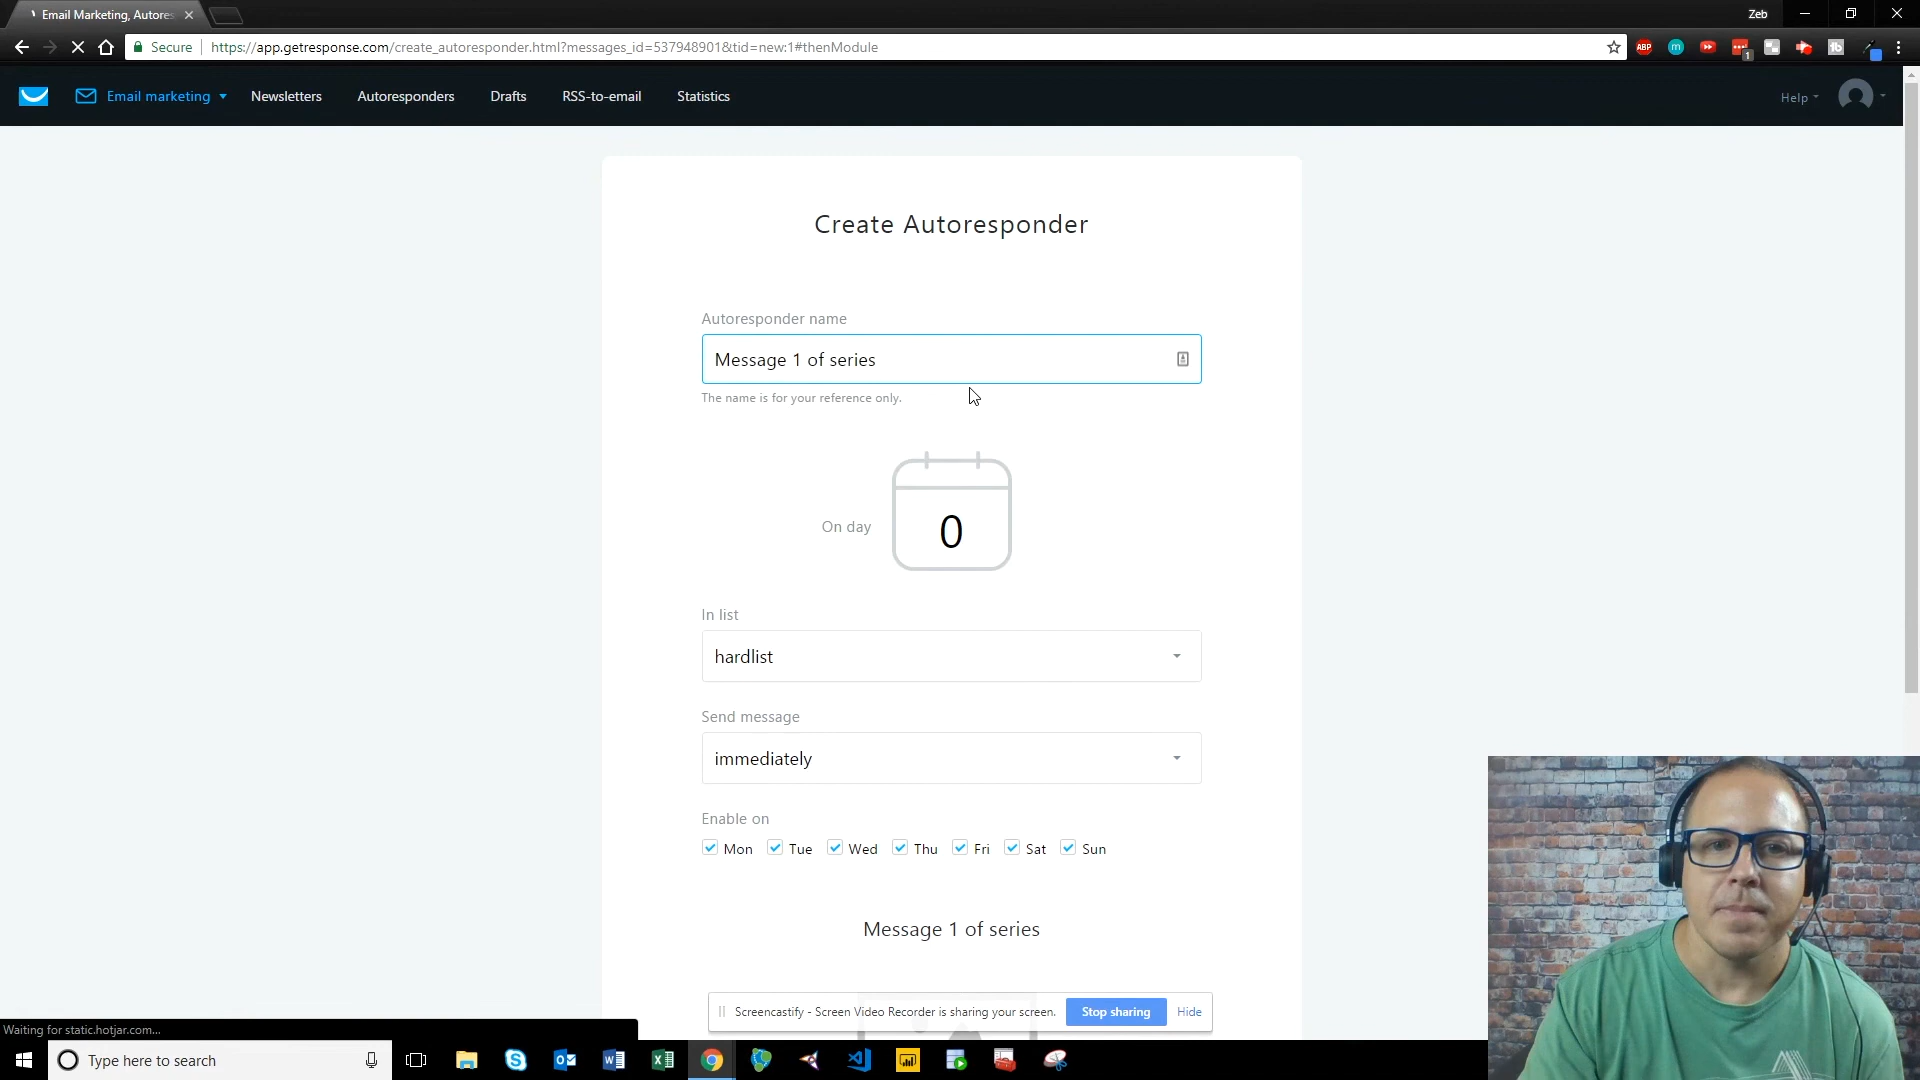 Email Marketing, Autores
Zeb
Secure
https://app.getresponse.com/create_autoresponder.html?messages_id=537948901&tid=new:1#thenModule
ABP
m
1
tb
Email marketing
Newsletters
Autoresponders
Drafts
RSS-to-email
Statistics
Help
Create Autoresponder
Autoresponder name
Message 1 of series
The name is for your reference only.
On day
0
In list
hardlist
Send message
immediately
Enable on
Mon Tue Wed Thu Fri Sat Sun
Message 1 of series
Screencastify - Screen Video Recorder is sharing your screen.
Stop sharing
Hide
Waiting for static.hotjar.com...
Type here to search